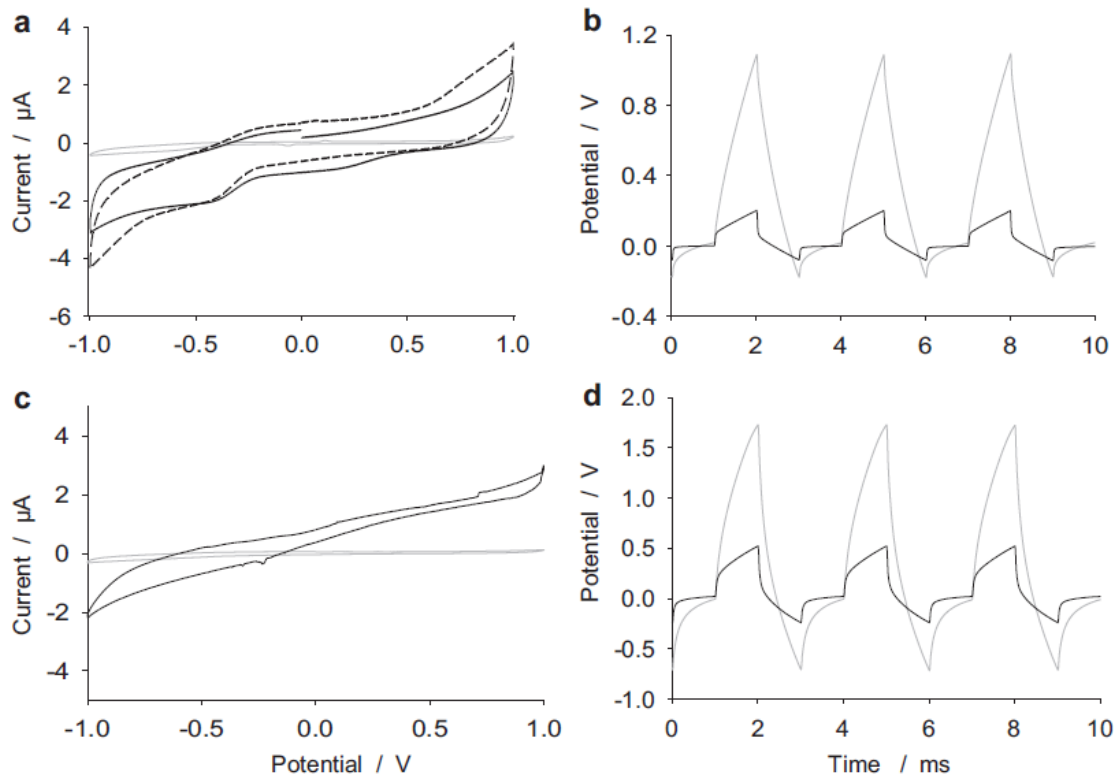 a
4
2
0
-2
-4
-6
Current / µA
-1.0 -0.5 0.0 0.5 1.0
b
1.2
0.8
0.4
0.0
-0.4
Potential / V
0 2 4 6 8 10
c
4
2
0
-2
-4
Current / µA
-1.0 -0.5 0.0 0.5 1.0
Potential / V
d
2.0
1.5
1.0
0.5
0.0
-0.5
-1.0
Potential / V
0 2 4 6 8 10
Time / ms